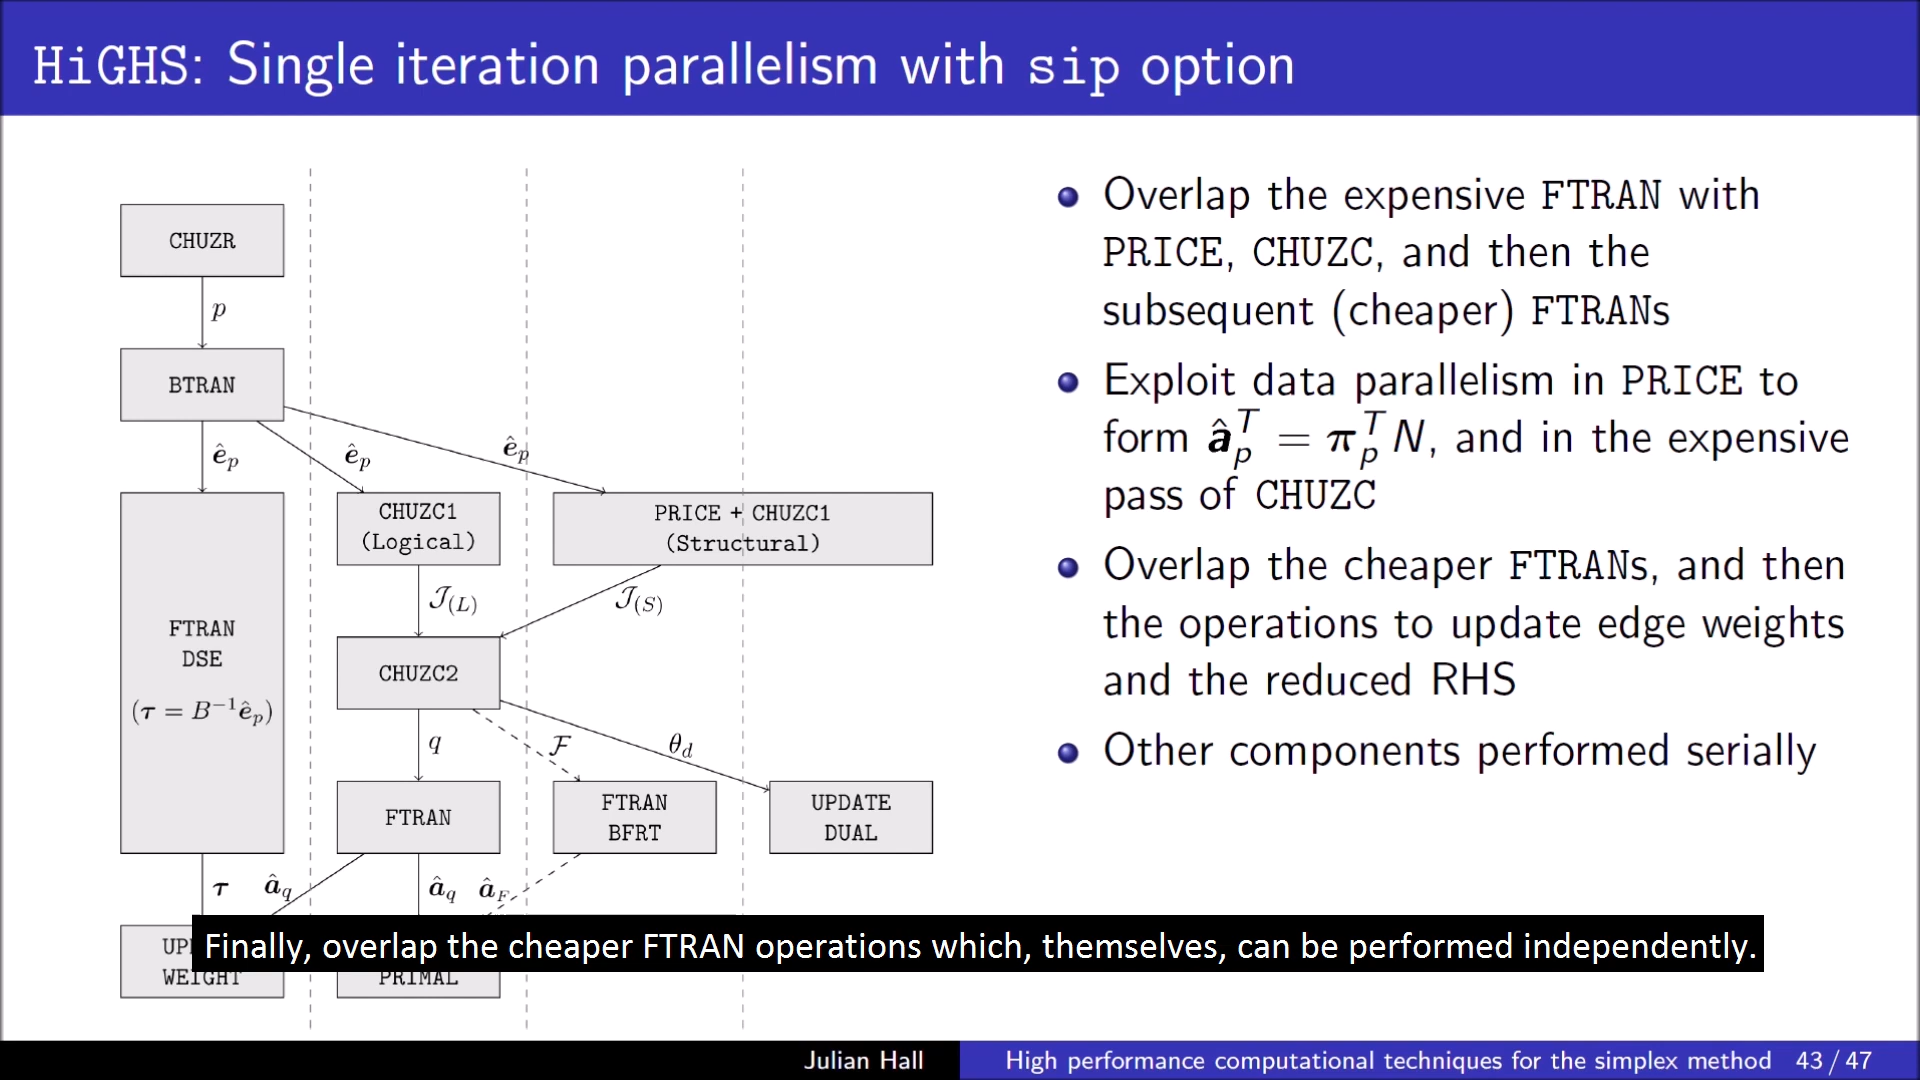 HiGHS: Single iteration parallelism with sip option
CHUZR
p
BTRAN
ê_p
ê_p
ê_p
CHUZC1
(Logical)
PRICE + CHUZC1
(Structural)
𝒥_(L)
𝒥_(S)
FTRAN
DSE
(τ = B⁻¹ê_p)
CHUZC2
q
ℱ
θ_d
FTRAN
FTRAN
BFRT
UPDATE
DUAL
τ
â_q
â_q
â_F
WEIGHT
PRIMAL
• Overlap the expensive FTRAN with
PRICE, CHUZC, and then the
subsequent (cheaper) FTRANs
• Exploit data parallelism in PRICE to
form â_p^T = π_p^T N, and in the expensive
pass of CHUZC
• Overlap the cheaper FTRANs, and then
the operations to update edge weights
and the reduced RHS
• Other components performed serially
Finally, overlap the cheaper FTRAN operations which, themselves, can be performed independently.
Julian Hall
High performance computational techniques for the simplex method 43 / 47